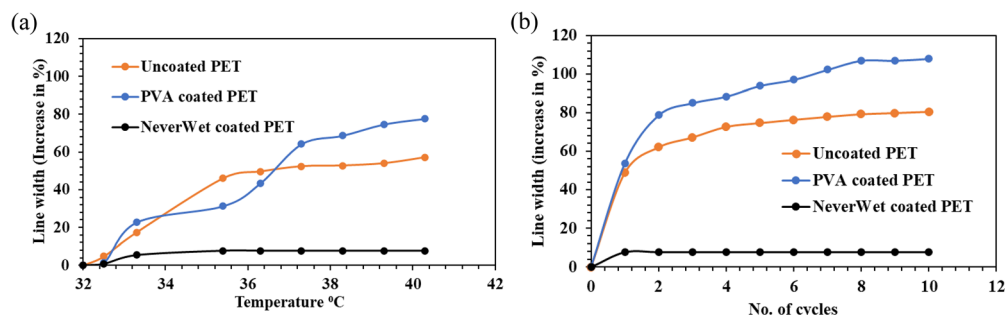 (a)
Line width (Increase in %)
120
100
80
60
40
20
0
Uncoated PET
PVA coated PET
NeverWet coated PET
32
34
36
38
40
42
Temperature ⁰C
(b)
Line width (increase in %)
120
100
80
60
40
20
0
Uncoated PET
PVA coated PET
NeverWet coated PET
0
2
4
6
8
10
12
No. of cycles